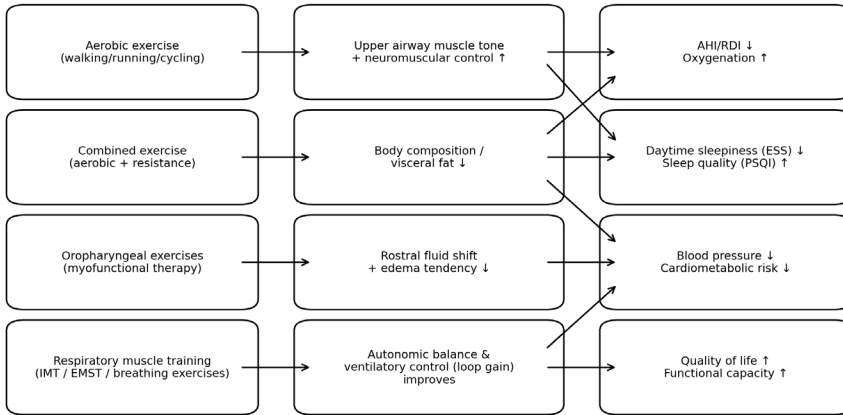 Aerobic exercise
(walking/running/cycling)
Upper airway muscle tone
+ neuromuscular control ↑
AHI/RDI ↓
Oxygenation ↑
Combined exercise
(aerobic + resistance)
Body composition /
visceral fat ↓
Daytime sleepiness (ESS) ↓
Sleep quality (PSQI) ↑
Oropharyngeal exercises
(myofunctional therapy)
Rostral fluid shift
+ edema tendency ↓
Blood pressure ↓
Cardiometabolic risk ↓
Respiratory muscle training
(IMT / EMST / breathing exercises)
Autonomic balance &
ventilatory control (loop gain)
improves
Quality of life ↑
Functional capacity ↑